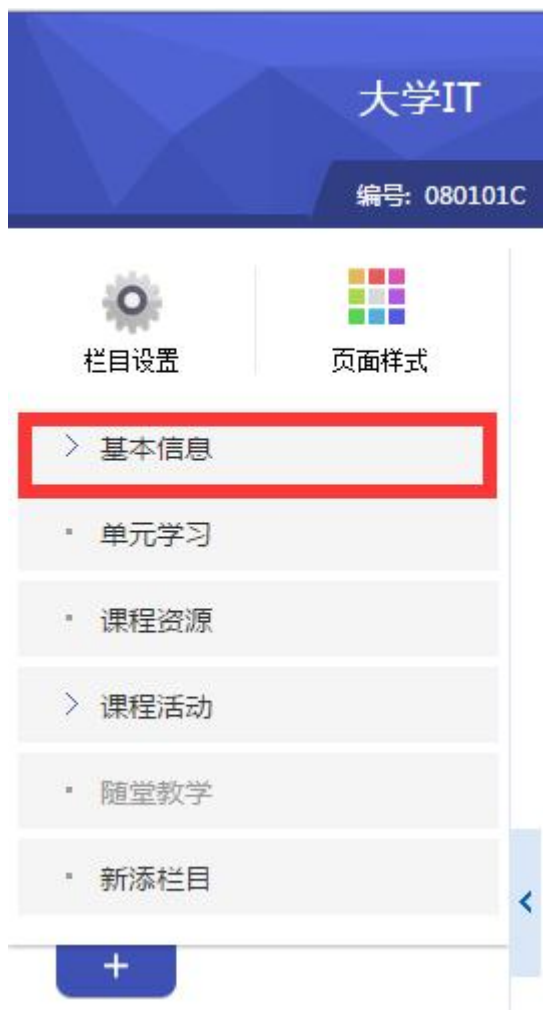 大学IT
编号: 080101C
栏目设置
页面样式
基本信息
单元学习
课程资源
课程活动
随堂教学
新添栏目